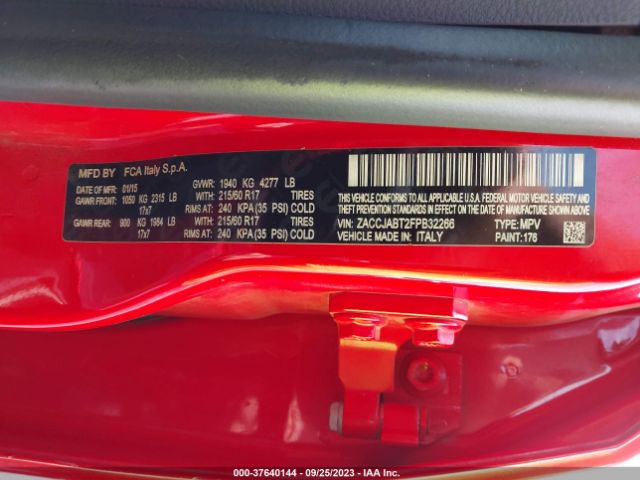 MFD BY FCA Italy S.p.A.
DATE OF MFD: 01/15 GVWR: 1940 KG 4277 LB
GAWR FRONT: 1050 KG 2315 LB WITH: 215/60 R17 TIRES
17x7 RIMS AT: 240 KPA(35 PSI) COLD
GAWR REAR: 900 KG 1984 LB WITH: 215/60 R17 TIRES
17x7 RIMS AT: 240 KPA(35 PSI) COLD
THIS VEHICLE CONFORMS TO ALL APPLICABLE U.S.A. FEDERAL MOTOR VEHICLE SAFETY,
BUMPER, AND THEFT PREVENTION STANDARDS IN EFFECT ON THE DATE OF MANUFACTURE SHOWN ABOVE.
VIN: ZACCJABT2FPB32266 TYPE: MPV
VEHICLE MADE IN: ITALY PAINT: 176
000-37640144 - 09/25/2023 - IAA Inc.